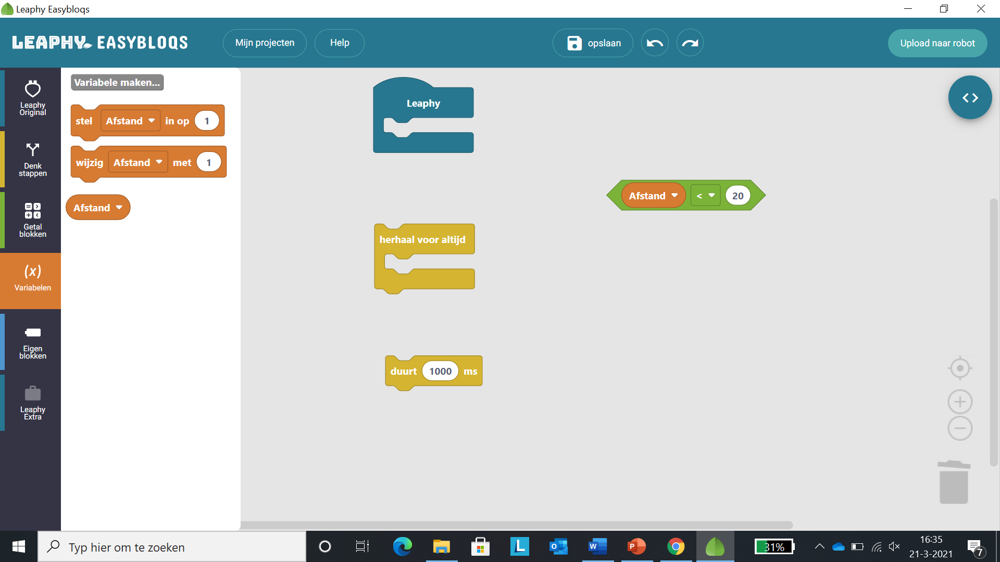 Leaphy Easybloqs
LEAPHY EASYBLOQS
Mijn projecten
Help
opslaan
Upload naar robot
Leaphy
Original
Denk
stappen
= >
+ <
Getal
blokken
(x)
Variabelen
Eigen
blokken
Leaphy
Extra
Variabele maken...
stel Afstand in op 1
wijzig Afstand met 1
Afstand
Leaphy
Afstand < 20
herhaal voor altijd
duurt 1000 ms
< >
Typ hier om te zoeken
L
O
W
P
31%
16:35
21-3-2021
7